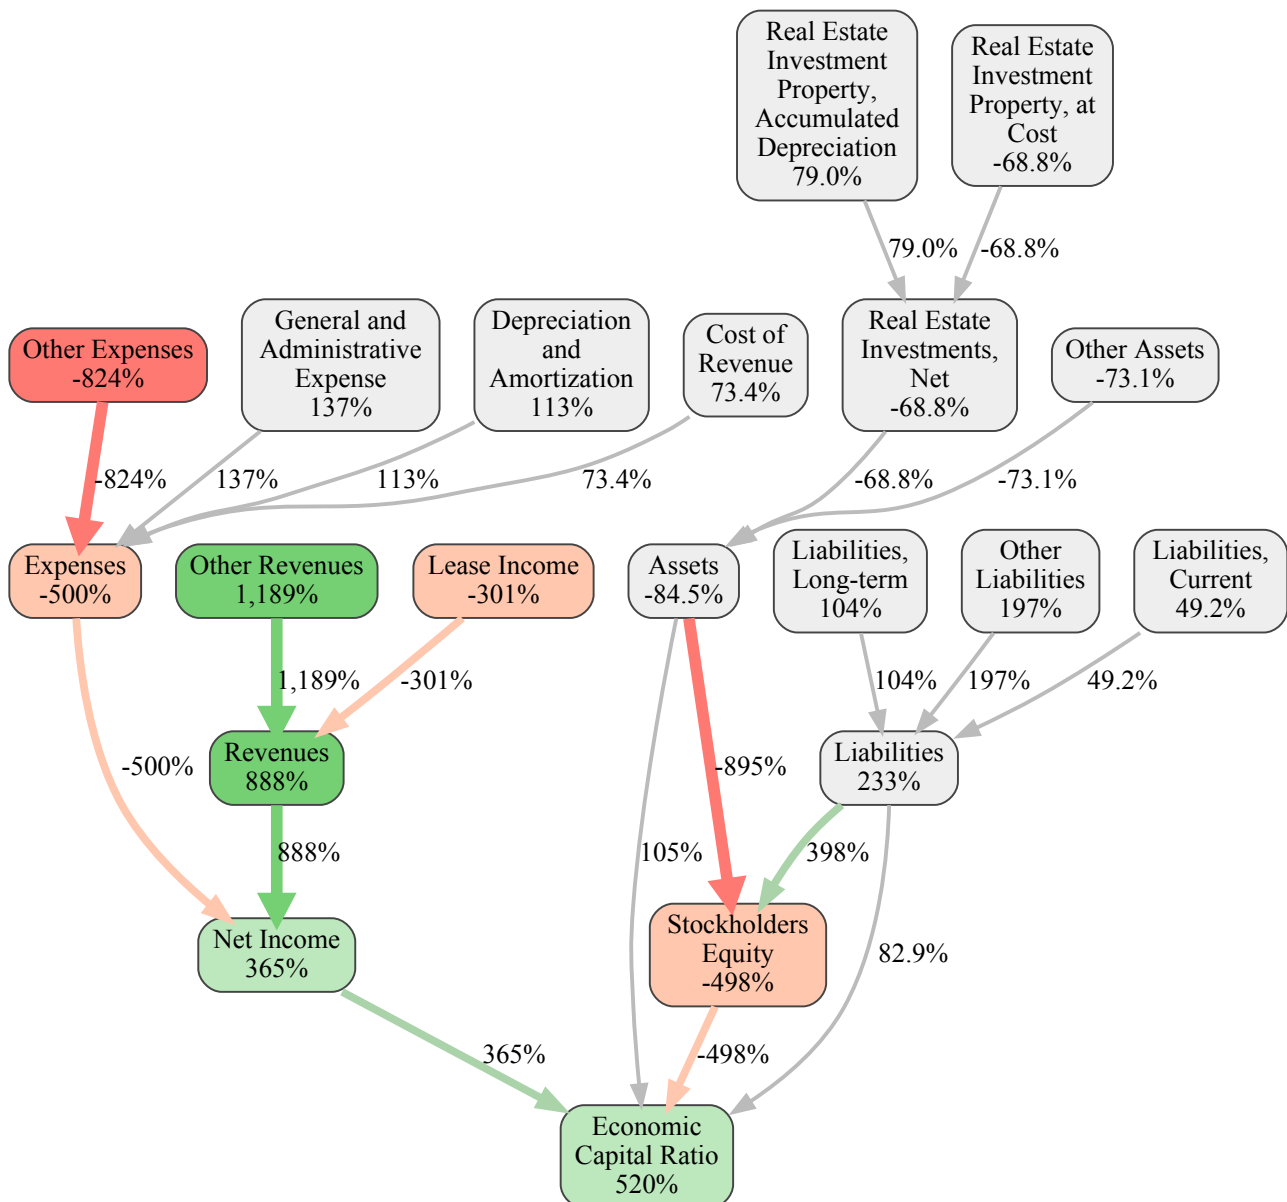 Real Estate
Investment
Property,
Accumulated
Depreciation
79.0%
Real Estate
Investment
Property, at
Cost
-68.8%
79.0%
-68.8%
Other Expenses
-824%
General and
Administrative
Expense
137%
Depreciation
and
Amortization
113%
Cost of
Revenue
73.4%
Real Estate
Investments,
Net
-68.8%
Other Assets
-73.1%
-824%
137%
113%
73.4%
-68.8%
-73.1%
Expenses
-500%
Other Revenues
1,189%
Lease Income
-301%
Assets
-84.5%
Liabilities,
Long-term
104%
Other
Liabilities
197%
Liabilities,
Current
49.2%
1,189%
-301%
104%
197%
49.2%
-500%
Revenues
888%
-895%
Liabilities
233%
888%
105%
398%
Net Income
365%
Stockholders
Equity
-498%
82.9%
365%
-498%
Economic
Capital Ratio
520%